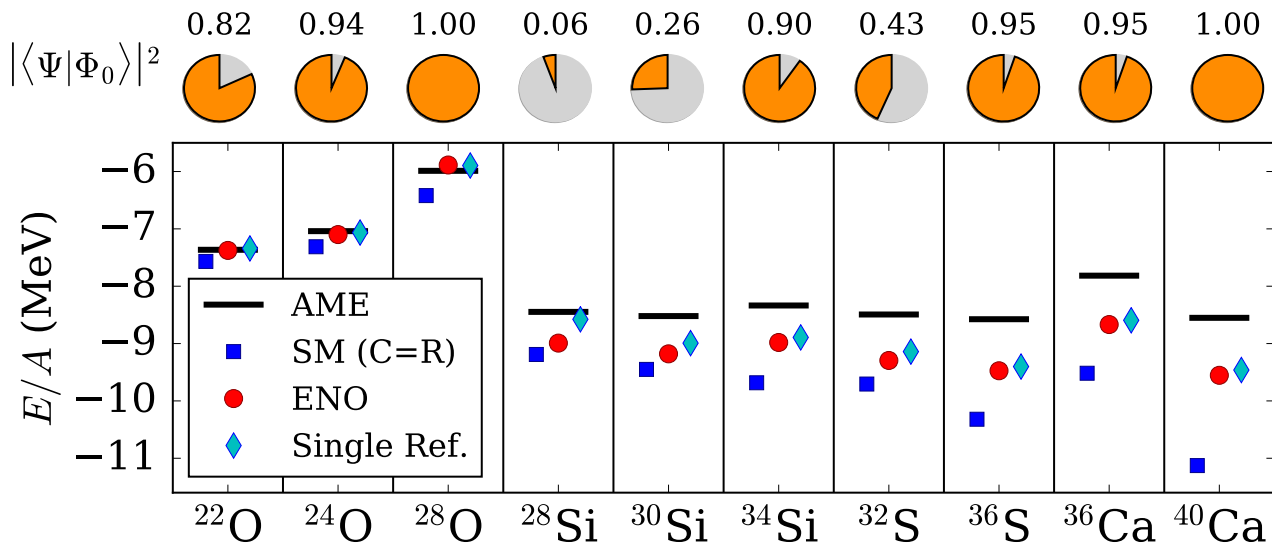 0.82 0.94 1.00 0.06 0.26 0.90 0.43 0.95 0.95 1.00
|⟨Ψ|Φ₀⟩|²
−6
−7
−8
−9
−10
−11
E/A (MeV)
AME
SM (C=R)
ENO
Single Ref.
²²O ²⁴O ²⁸O ²⁸Si ³⁰Si ³⁴Si ³²S ³⁶S ³⁶Ca ⁴⁰Ca